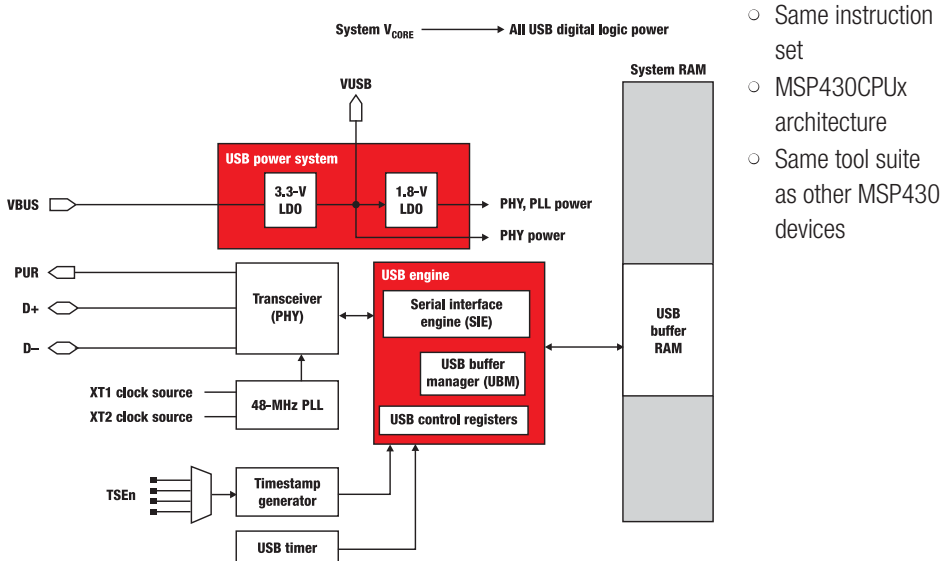 System VCORE
All USB digital logic power
VUSB
USB power system
3.3-V
LDO
1.8-V
LDO
VBUS
PHY, PLL power
PHY power
PUR
D+
D–
Transceiver
(PHY)
XT1 clock source
XT2 clock source
48-MHz PLL
USB engine
Serial interface
engine (SIE)
USB buffer
manager (UBM)
USB control registers
TSEn
Timestamp
generator
USB timer
System RAM
USB
buffer
RAM
○ Same instruction
set
○ MSP430CPUx
architecture
○ Same tool suite
as other MSP430
devices